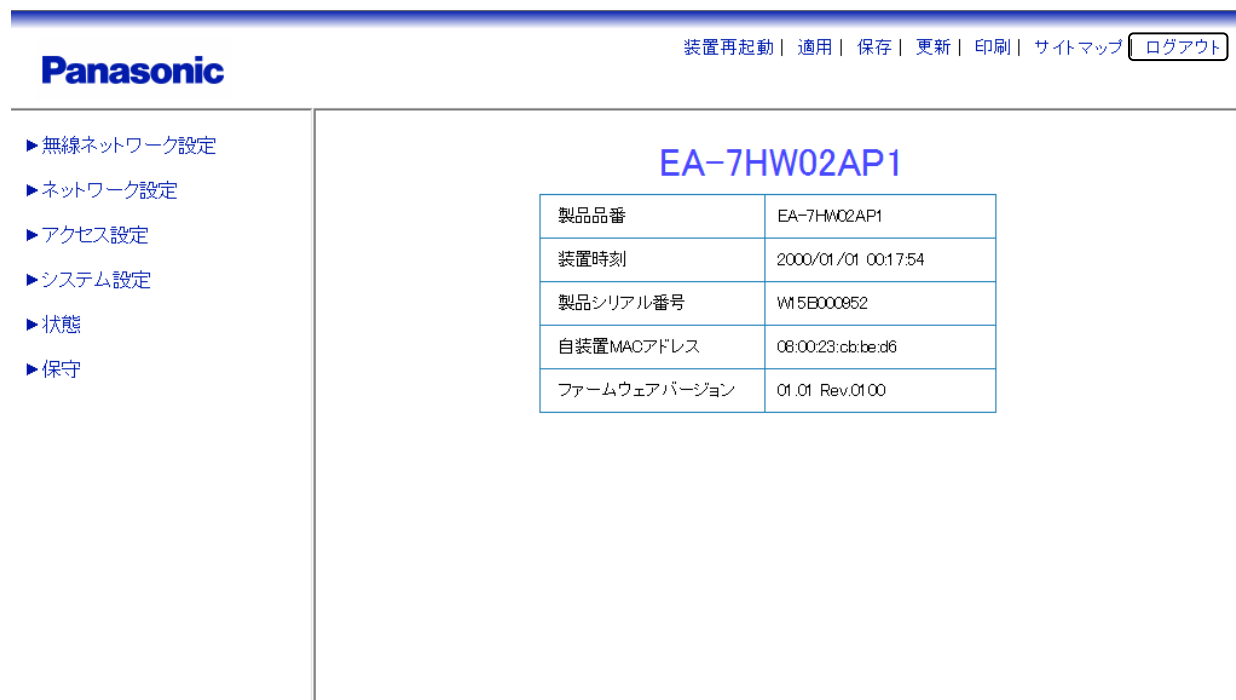 装置再起動| 適用| 保存| 更新| 印刷| サイトマップ| ログアウト
Panasonic
▶無線ネットワーク設定
▶ネットワーク設定
▶アクセス設定
▶システム設定
▶状態
▶保守
EA-7HW02AP1
製品品番 EA-7HW02AP1
装置時刻 2000/01/01 00:17:54
製品シリアル番号 W15B000952
自装置MACアドレス 08:00:23:cb:be:d6
ファームウェアバージョン 01.01 Rev.0100